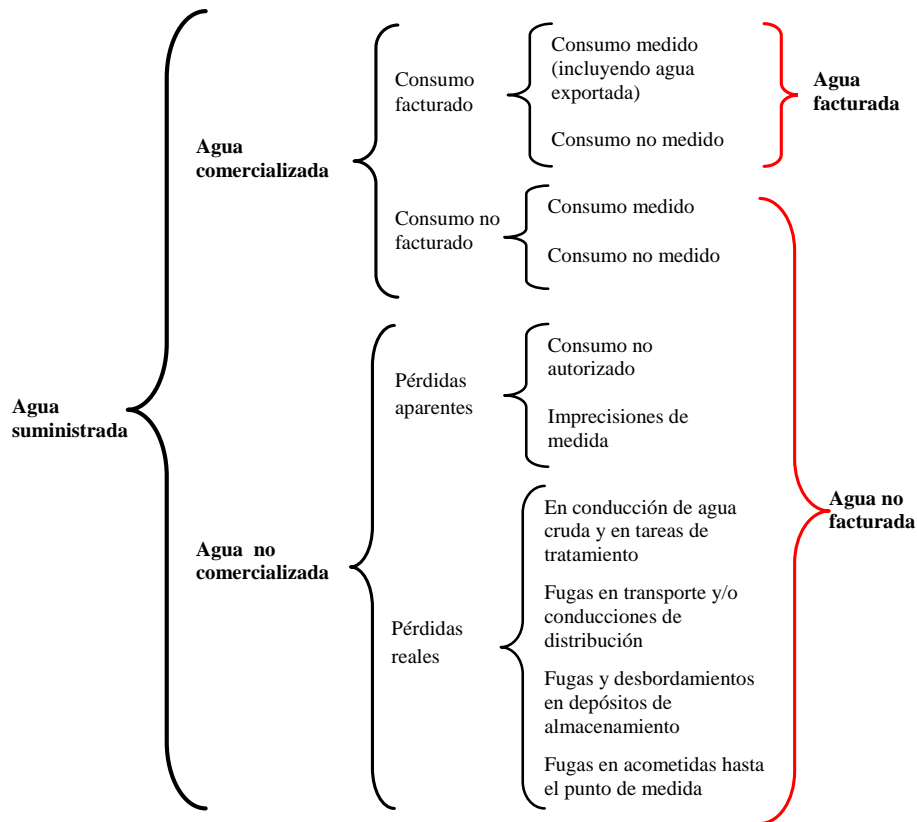 Agua
suministrada
Agua
comercializada
Consumo
facturado
Consumo medido
(incluyendo agua
exportada)
Consumo no medido
Agua
facturada
Consumo no
facturado
Consumo medido
Consumo no medido
Agua no
comercializada
Pérdidas
aparentes
Consumo no
autorizado
Imprecisiones de
medida
Pérdidas
reales
En conducción de agua
cruda y en tareas de
tratamiento
Fugas en transporte y/o
conducciones de
distribución
Fugas y desbordamientos
en depósitos de
almacenamiento
Fugas en acometidas hasta
el punto de medida
Agua no
facturada